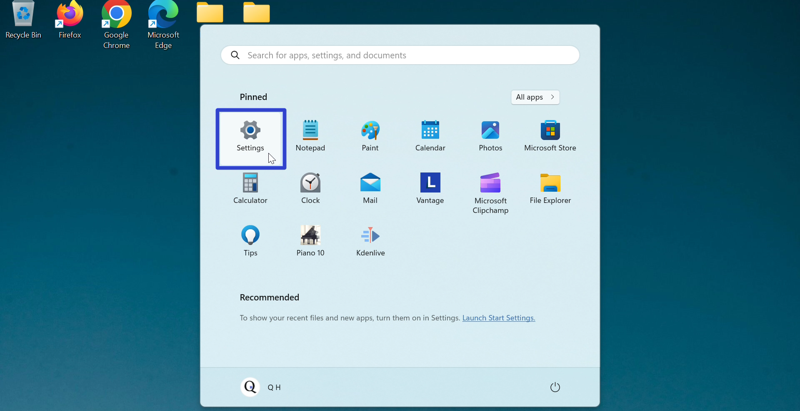 Recycle Bin
Firefox
Google
Chrome
Microsoft
Edge
Search for apps, settings, and documents
Pinned
All apps
Settings
Notepad
Paint
Calendar
Photos
Microsoft Store
Calculator
Clock
Mail
L
Vantage
Microsoft
Clipchamp
File Explorer
Tips
Piano 10
Kdenlive
Recommended
To show your recent files and new apps, turn them on in Settings. Launch Start Settings.
Q
Q H